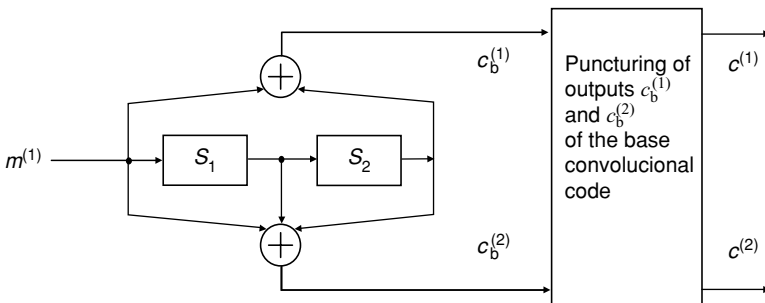 c_b^(1)
c^(1)
Puncturing of
outputs c_b^(1)
and c_b^(2)
of the base
convolucional
code
m^(1)
S_1
S_2
c_b^(2)
c^(2)